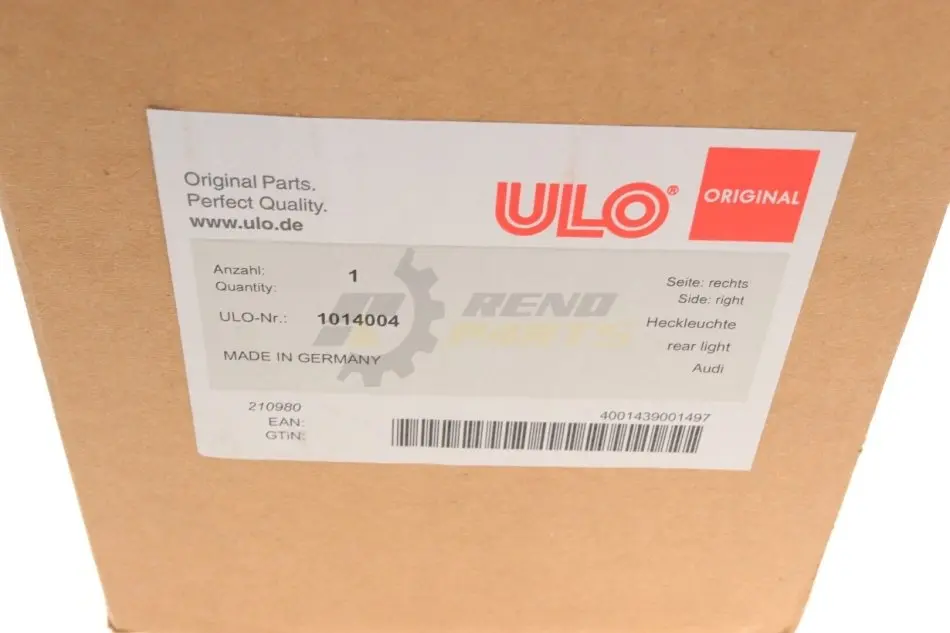 Original Parts.
Perfect Quality.
www.ulo.de
ULO®
ORIGINAL
Anzahl: 1
Quantity:
ULO-Nr.: 1014004
MADE IN GERMANY
Seite: rechts
Side: right
Heckleuchte
rear light
Audi
RENO
PARTS
210980
EAN:
GTiN:
4001439001497